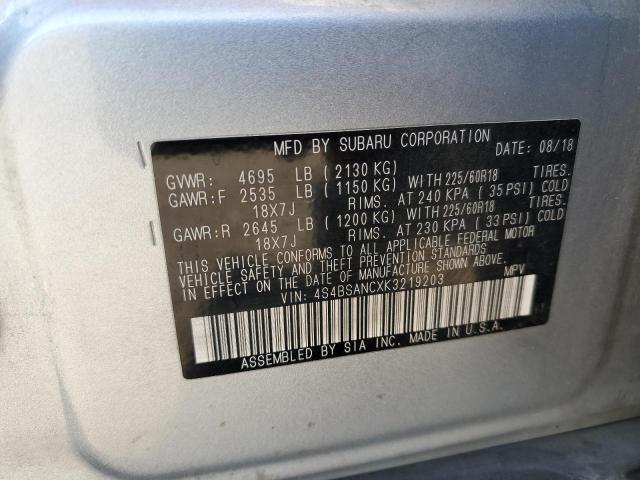 MFD BY SUBARU CORPORATION DATE: 08/18
GVWR: 4695 LB ( 2130 KG)
GAWR:F 2535 LB ( 1150 KG) WITH 225/60R18 TIRES.
18X7J RIMS. AT 240 KPA ( 35 PSI) COLD
GAWR:R 2645 LB ( 1200 KG) WITH 225/60R18 TIRES.
18X7J RIMS. AT 230 KPA ( 33 PSI) COLD
THIS VEHICLE CONFORMS TO ALL APPLICABLE FEDERAL MOTOR
VEHICLE SAFETY AND THEFT PREVENTION STANDARDS
IN EFFECT ON THE DATE OF MANUFACTURE SHOWN ABOVE.
VIN: 4S4BSANCXK3219203 MPV
ASSEMBLED BY SIA INC. MADE IN U.S.A.